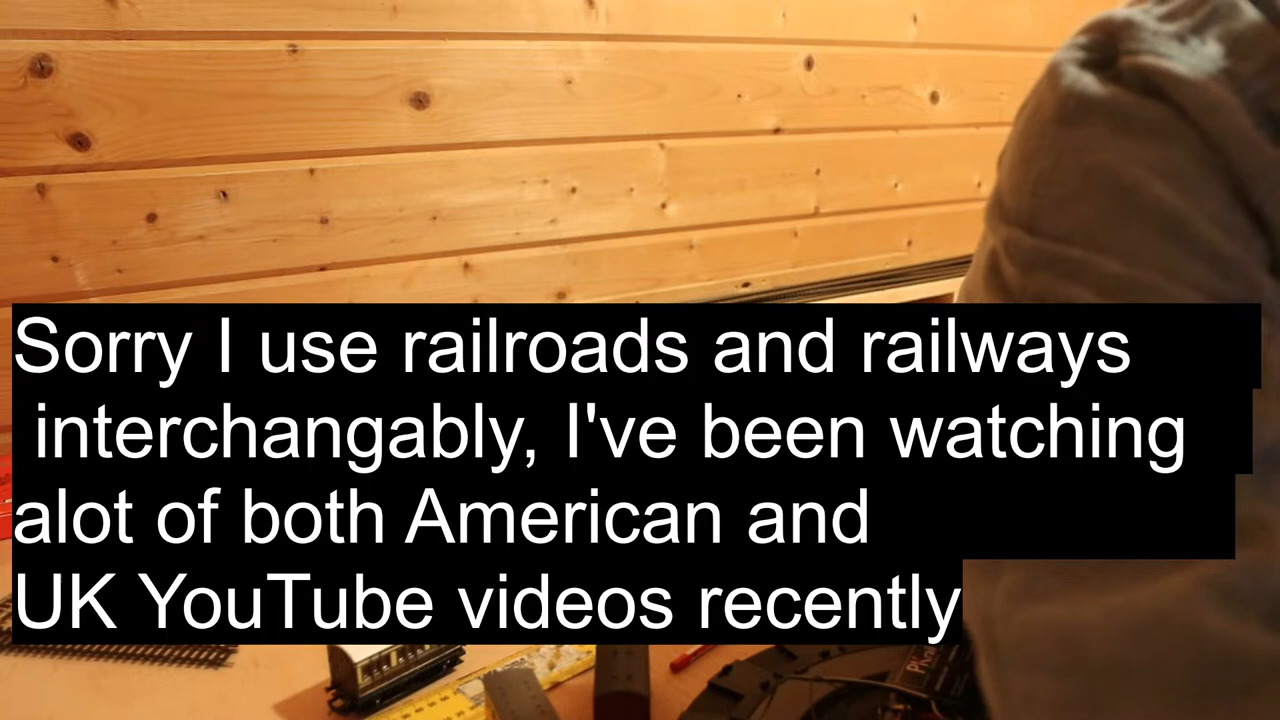 Sorry I use railroads and railways
interchangably, I've been watching
alot of both American and
UK YouTube videos recently